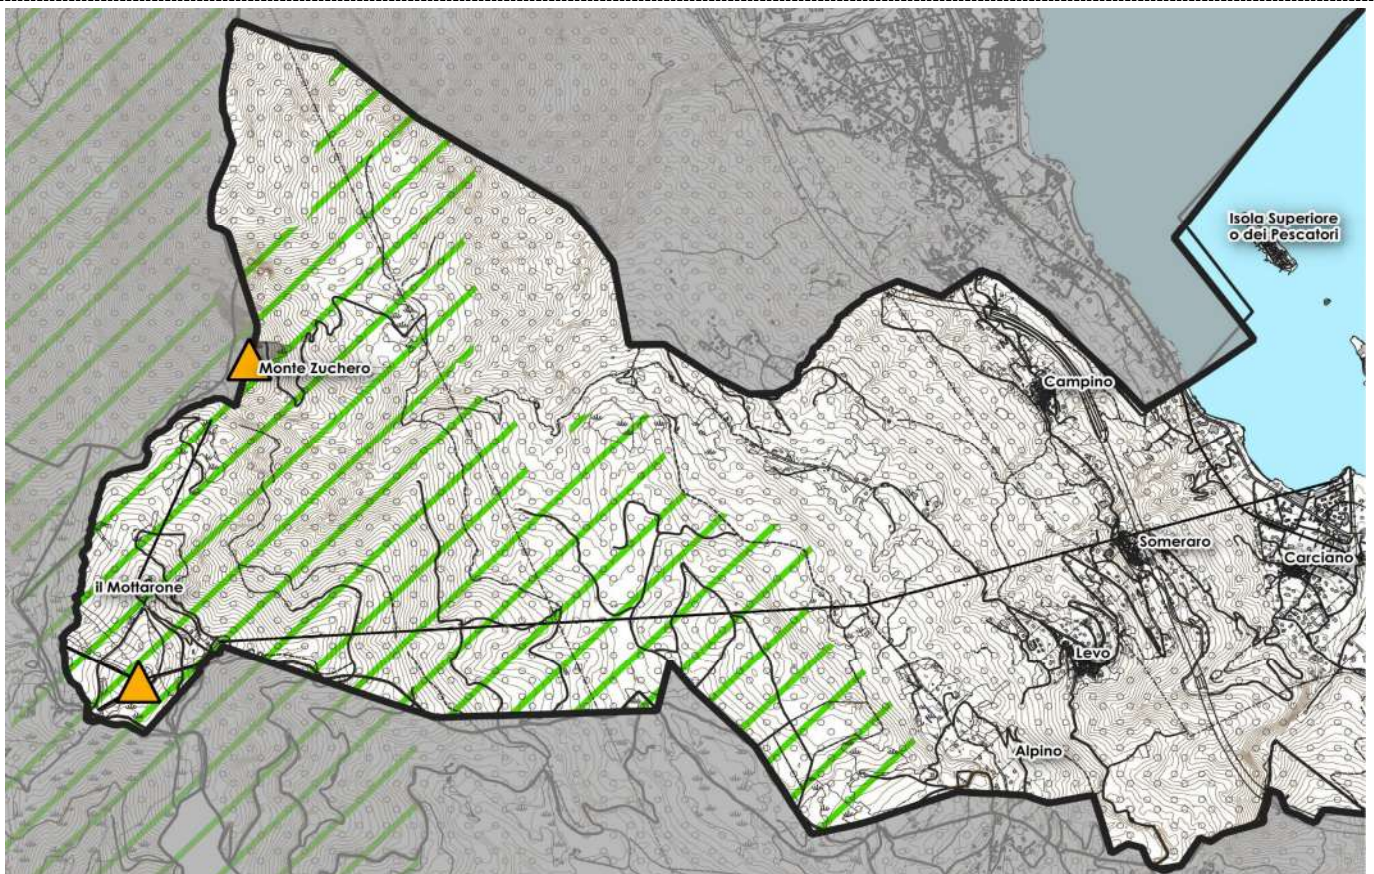 Isola Superiore
o dei Pescatori
Monte Zuchero
Campino
Someraro
Carciano
il Mottarone
Levo
Alpino